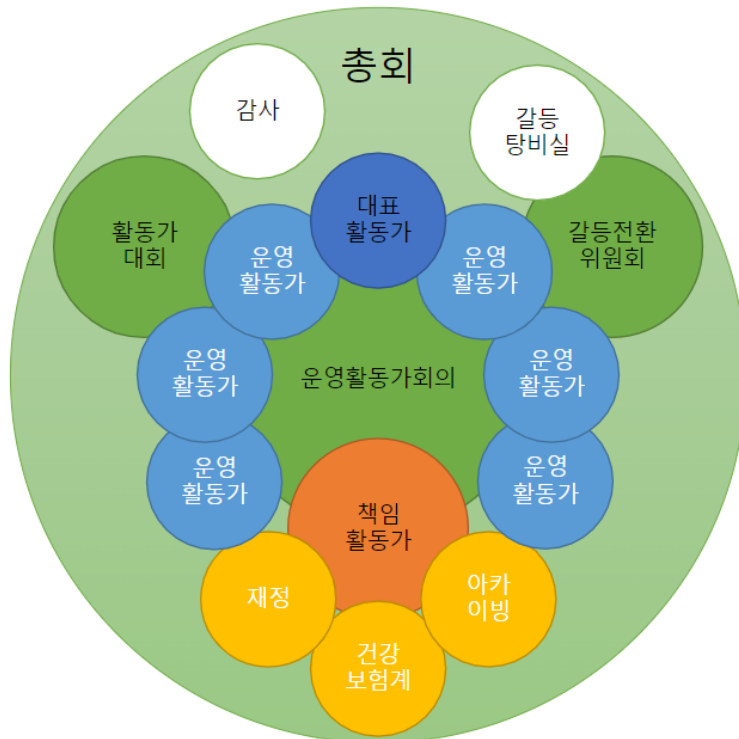 총회
감사
갈등
탕비실
대표
활동가
활동가
대회
갈등전환
위원회
운영
활동가
운영
활동가
운영
활동가
운영활동가회의
운영
활동가
운영
활동가
운영
활동가
책임
활동가
재정
아카
이빙
건강
보험계